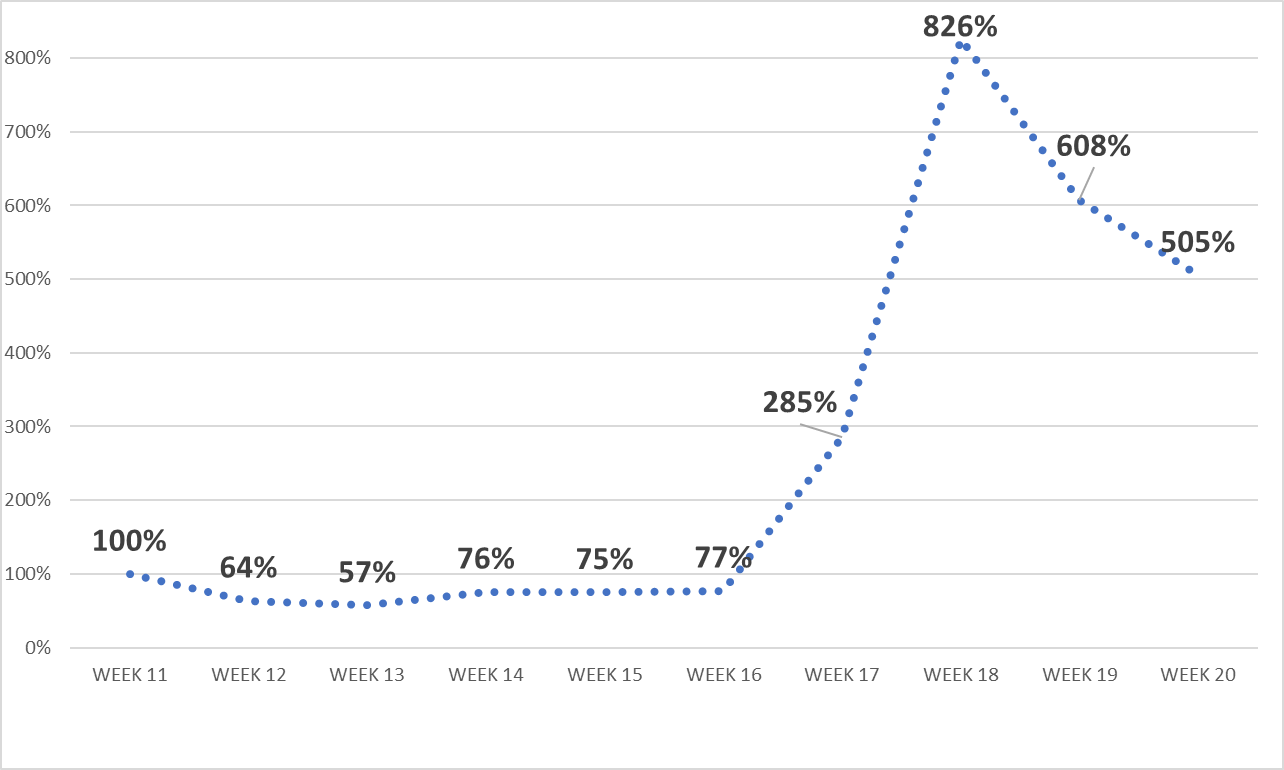 826%
800%
700%
608%
600%
505%
500%
400%
285%
300%
200%
100%
64%
57%
76%
75%
77%
100%
0%
WEEK 11
WEEK 12
WEEK 13
WEEK 14
WEEK 15
WEEK 16
WEEK 17
WEEK 18
WEEK 19
WEEK 20